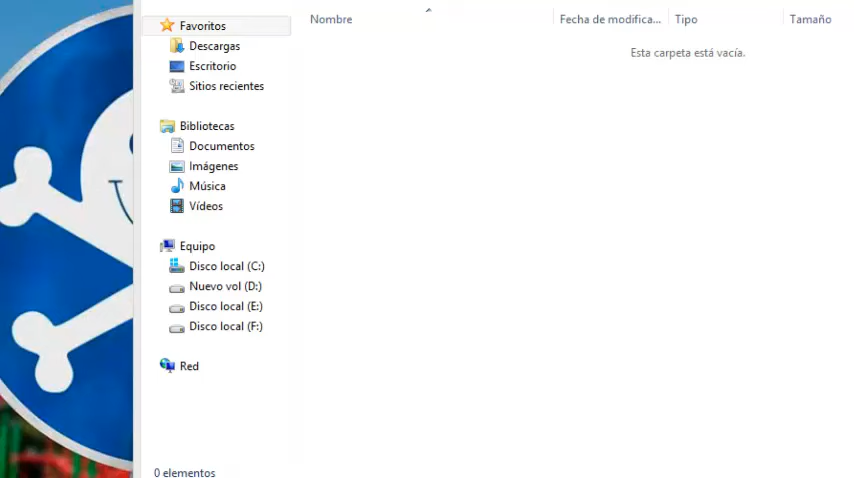 Nombre
Fecha de modifica...
Tipo
Tamaño
Esta carpeta está vacía.
Favoritos
Descargas
Escritorio
Sitios recientes
Bibliotecas
Documentos
Imágenes
Música
Vídeos
Equipo
Disco local (C:)
Nuevo vol (D:)
Disco local (E:)
Disco local (F:)
Red
0 elementos